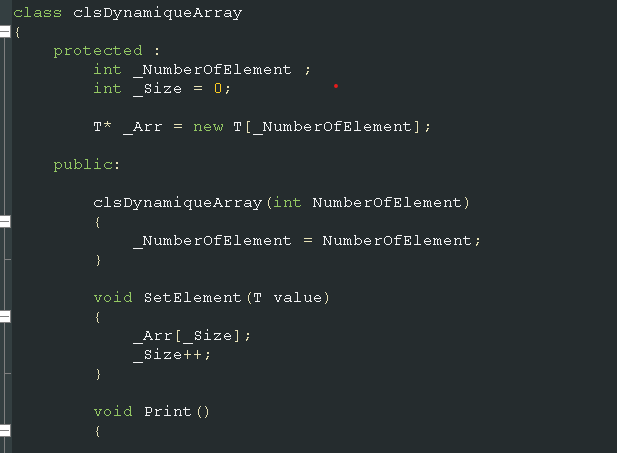 class clsDynamiqueArray
{
protected :
int _NumberOfElement ;
int _Size = 0;
T* _Arr = new T[_NumberOfElement];
public:
clsDynamiqueArray(int NumberOfElement)
{
_NumberOfElement = NumberOfElement;
}
void SetElement(T value)
{
_Arr[_Size];
_Size++;
}
void Print()
{